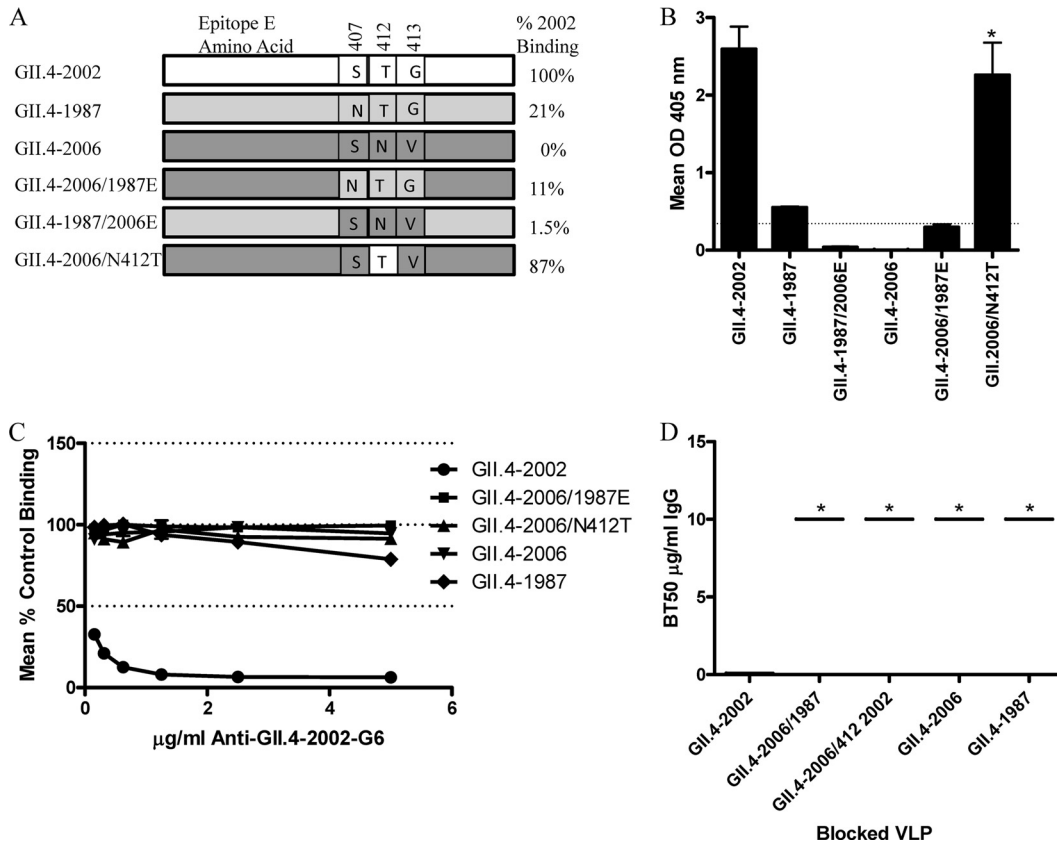 A
Epitope E
Amino Acid
407
412
413
% 2002
Binding
GII.4-2002 S T G 100%
GII.4-1987 N T G 21%
GII.4-2006 S N V 0%
GII.4-2006/1987E N T G 11%
GII.4-1987/2006E S N V 1.5%
GII.4-2006/N412T S T V 87%
B
Mean OD 405 nm
3
2
1
0
*
GII.4-2002
GII.4-1987
GII.4-1987/2006E
GII.4-2006
GII.4-2006/1987E
GII.2006/N412T
C
Mean % Control Binding
150
100
50
0
0 2 4 6
µg/ml Anti-GII.4-2002-G6
GII.4-2002
GII.4-2006/1987E
GII.4-2006/N412T
GII.4-2006
GII.4-1987
D
BT50 µg/ml IgG
15
10
5
0
* * * *
GII.4-2002
GII.4-2006/1987
GII.4-2006/412 2002
GII.4-2006
GII.4-1987
Blocked VLP